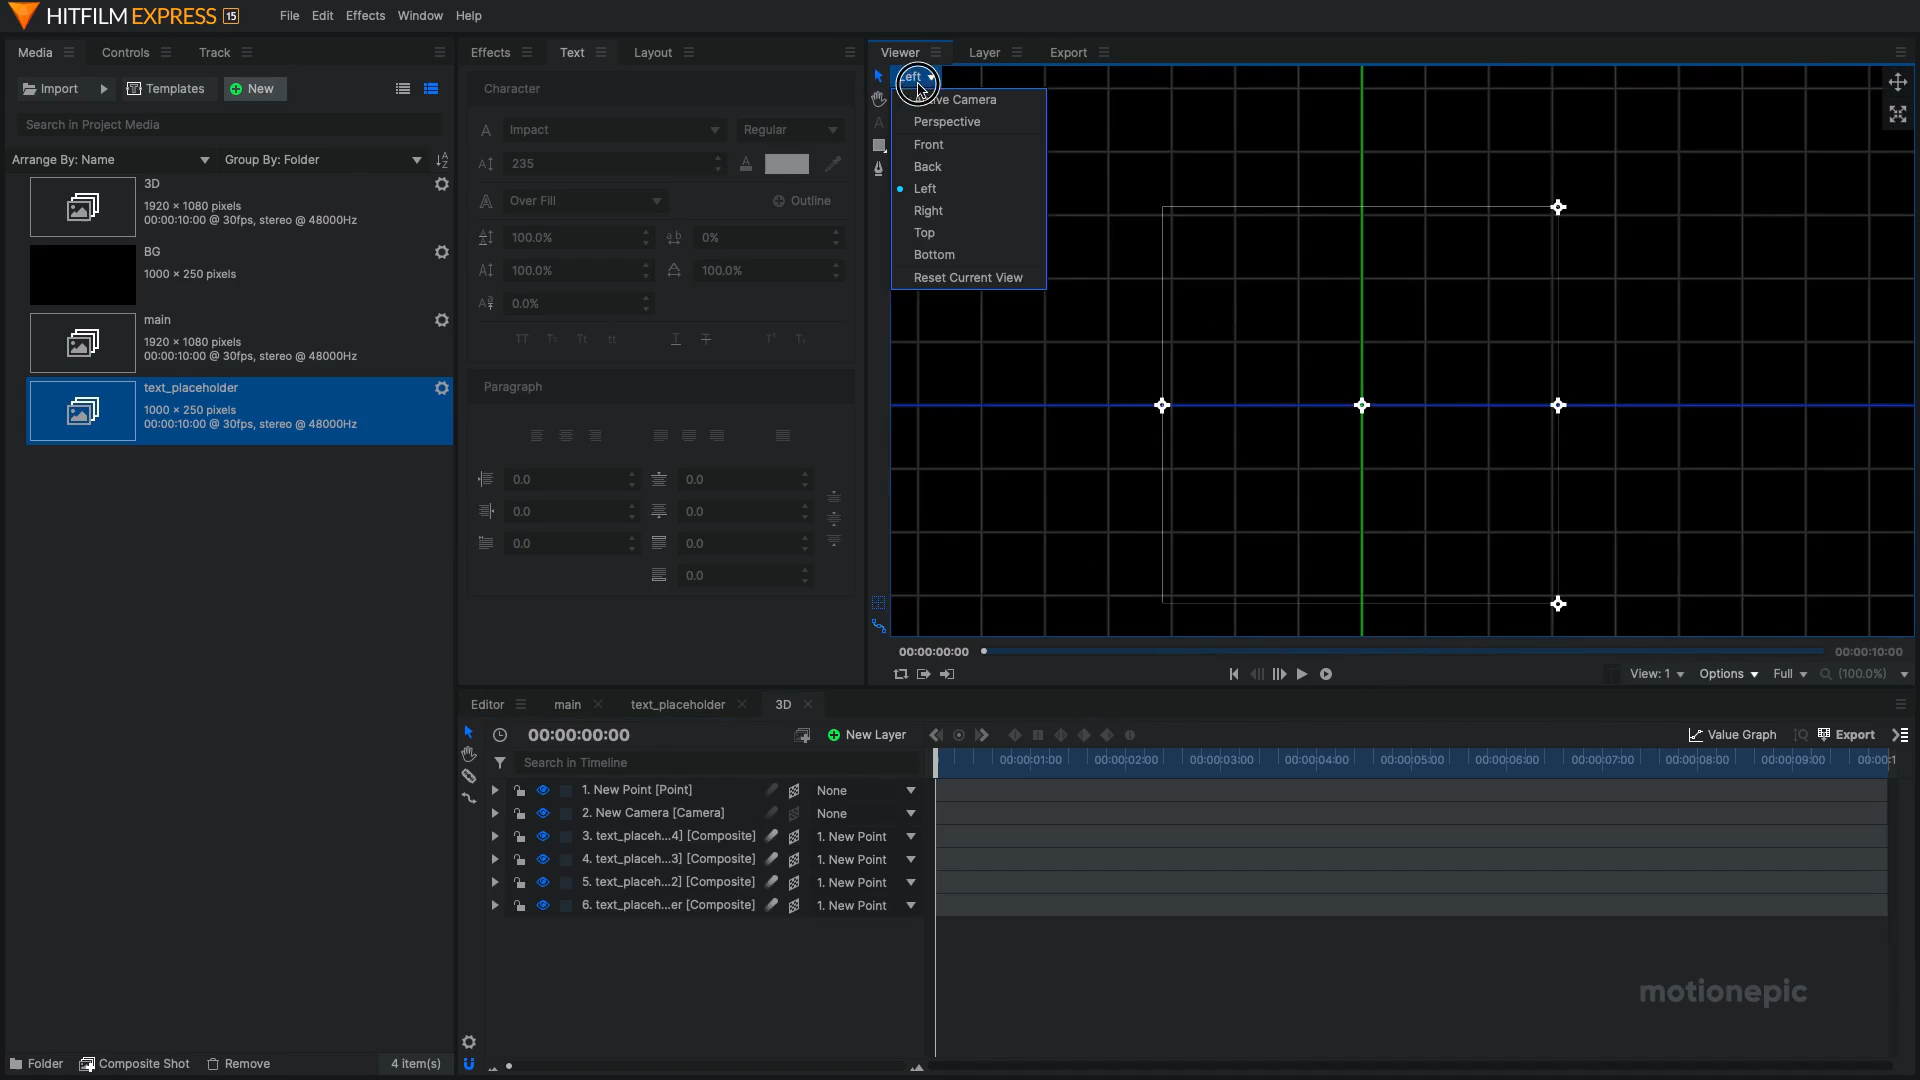 HITFILM EXPRESS 15
File Edit Effects Window Help
Media Controls Track
Effects Text Layout
Viewer Layer Export
Import Templates New
Search in Project Media
Arrange By: Name Group By: Folder
3D
1920 × 1080 pixels
00:00:10:00 @ 30fps, stereo @ 48000Hz
BG
1000 × 250 pixels
main
1920 × 1080 pixels
00:00:10:00 @ 30fps, stereo @ 48000Hz
text_placeholder
1000 × 250 pixels
00:00:10:00 @ 30fps, stereo @ 48000Hz
Folder Composite Shot Remove 4 item(s)
Character
Impact Regular
235
Over Fill Outline
100.0% 0%
100.0% 100.0%
0.0%
Paragraph
0.0 0.0
0.0 0.0
0.0 0.0
0.0
Left
Camera
Perspective
Front
Back
Left
Right
Top
Bottom
Reset Current View
00:00:00:00 00:00:10:00
View: 1 Options Full (100.0%)
Editor main text_placeholder 3D
00:00:00:00 New Layer Value Graph Export
Search in Timeline
00:00:01:00 00:00:02:00 00:00:03:00 00:00:04:00 00:00:05:00 00:00:06:00 00:00:07:00 00:00:08:00 00:00:09:00 00:00:1
1. New Point [Point] None
2. New Camera [Camera] None
3. text_placeh...4] [Composite] 1. New Point
4. text_placeh...3] [Composite] 1. New Point
5. text_placeh...2] [Composite] 1. New Point
6. text_placeh...er [Composite] 1. New Point
motionepic